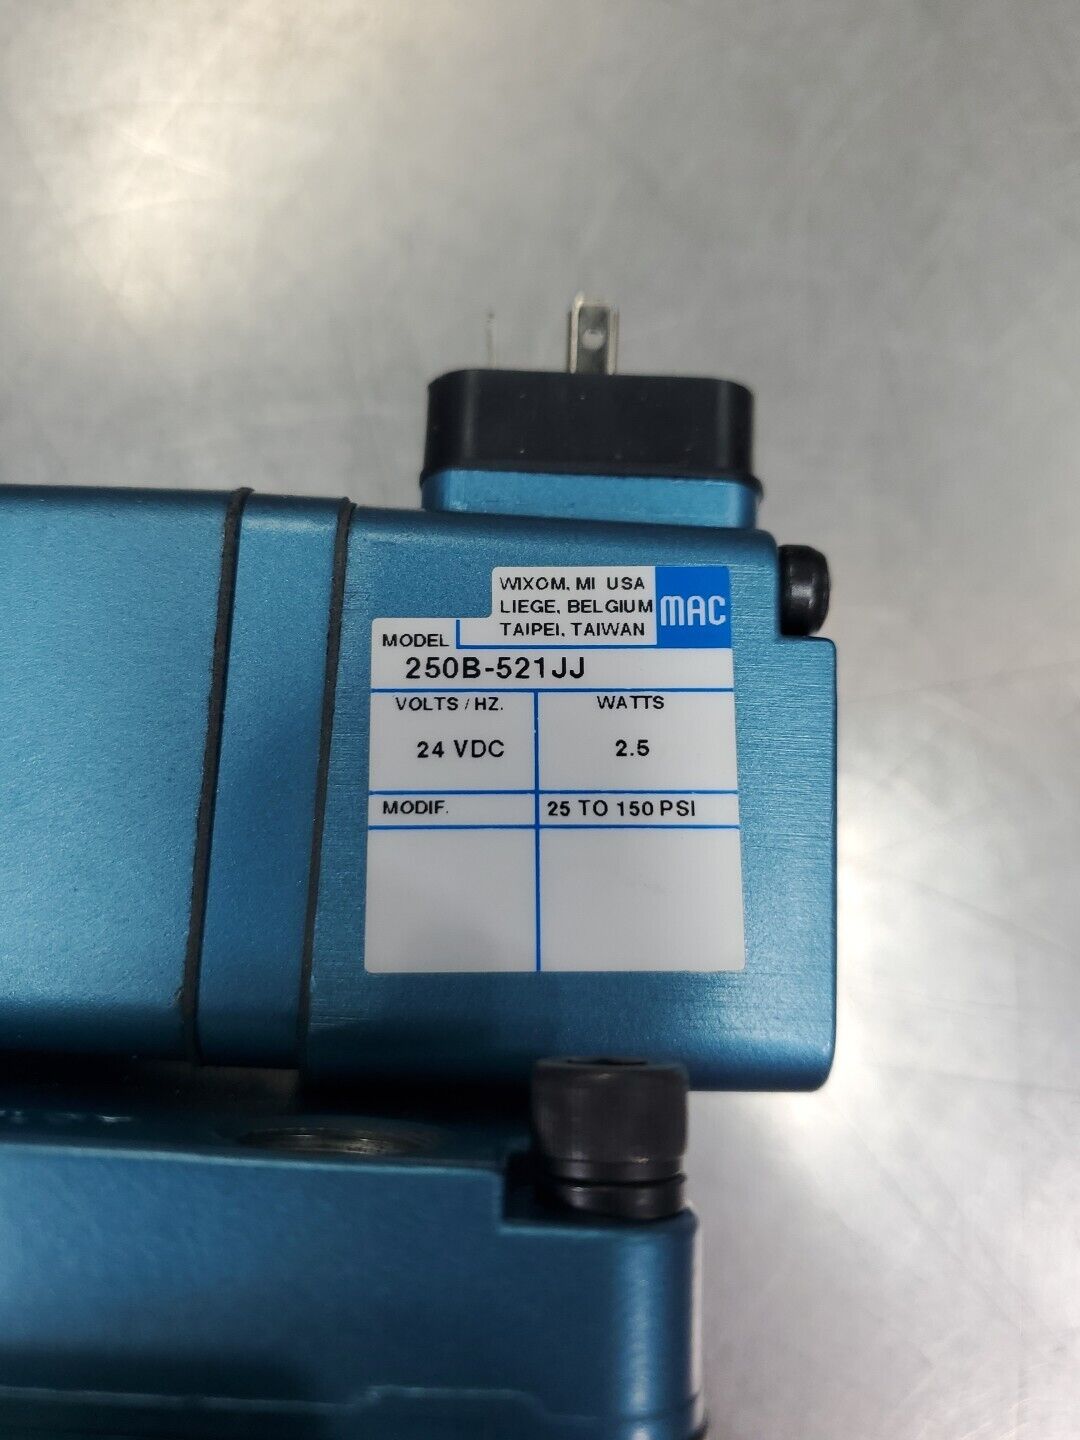 WIXOM, MI USA
LIEGE, BELGIUM
TAIPEI, TAIWAN
MAC
MODEL
250B-521JJ
VOLTS / HZ.
WATTS
24 VDC
2.5
MODIF.
25 TO 150 PSI